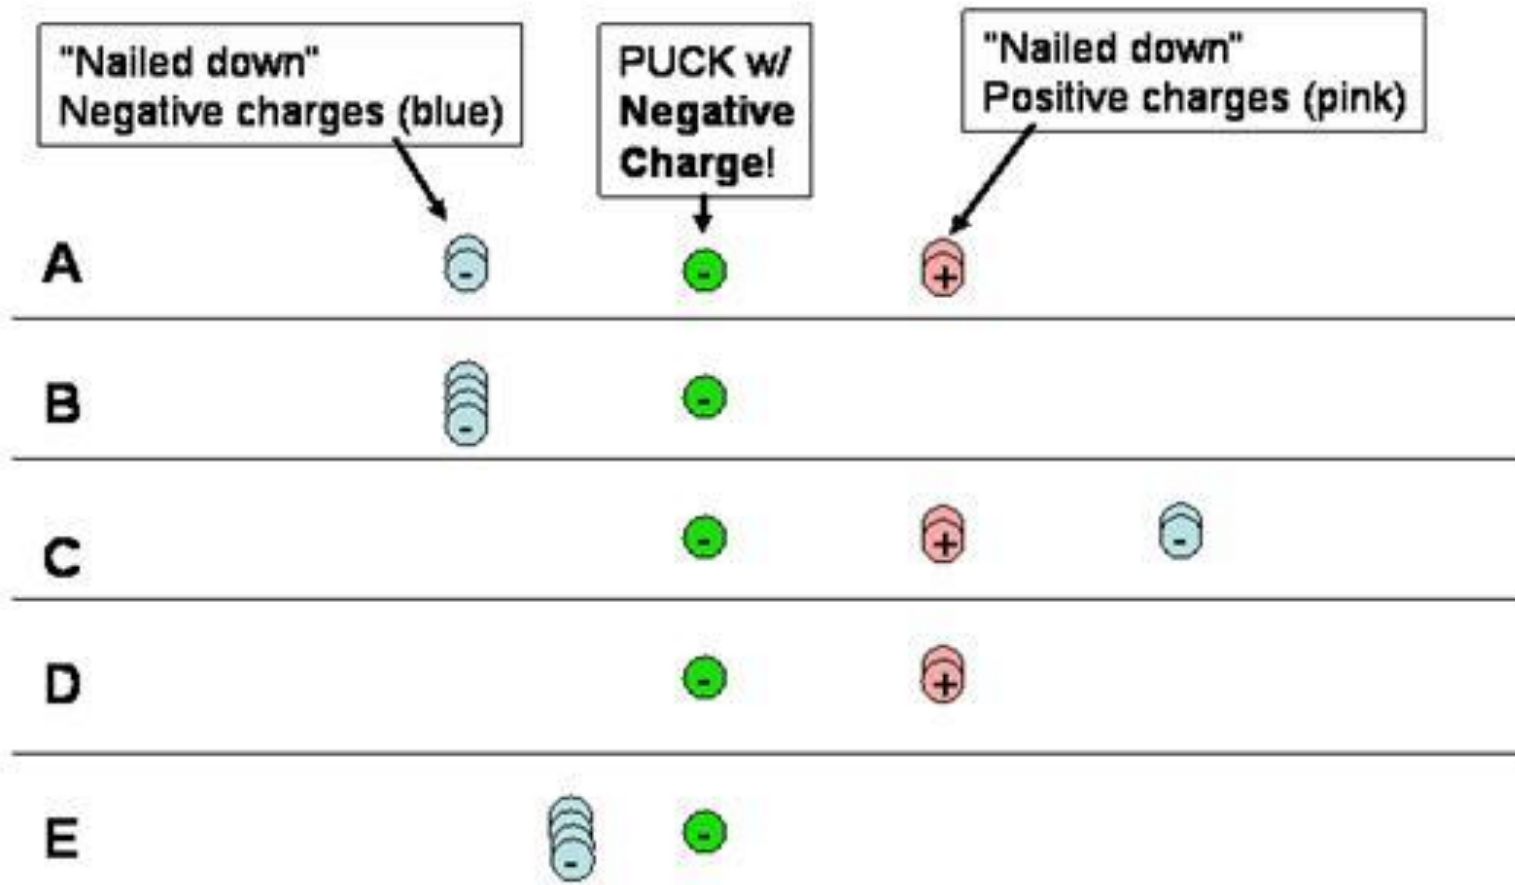 "Nailed down"
Negative charges (blue)
PUCK w/
Negative
Charge!
"Nailed down"
Positive charges (pink)
A - - +
B - -
C - + -
D - +
E - -